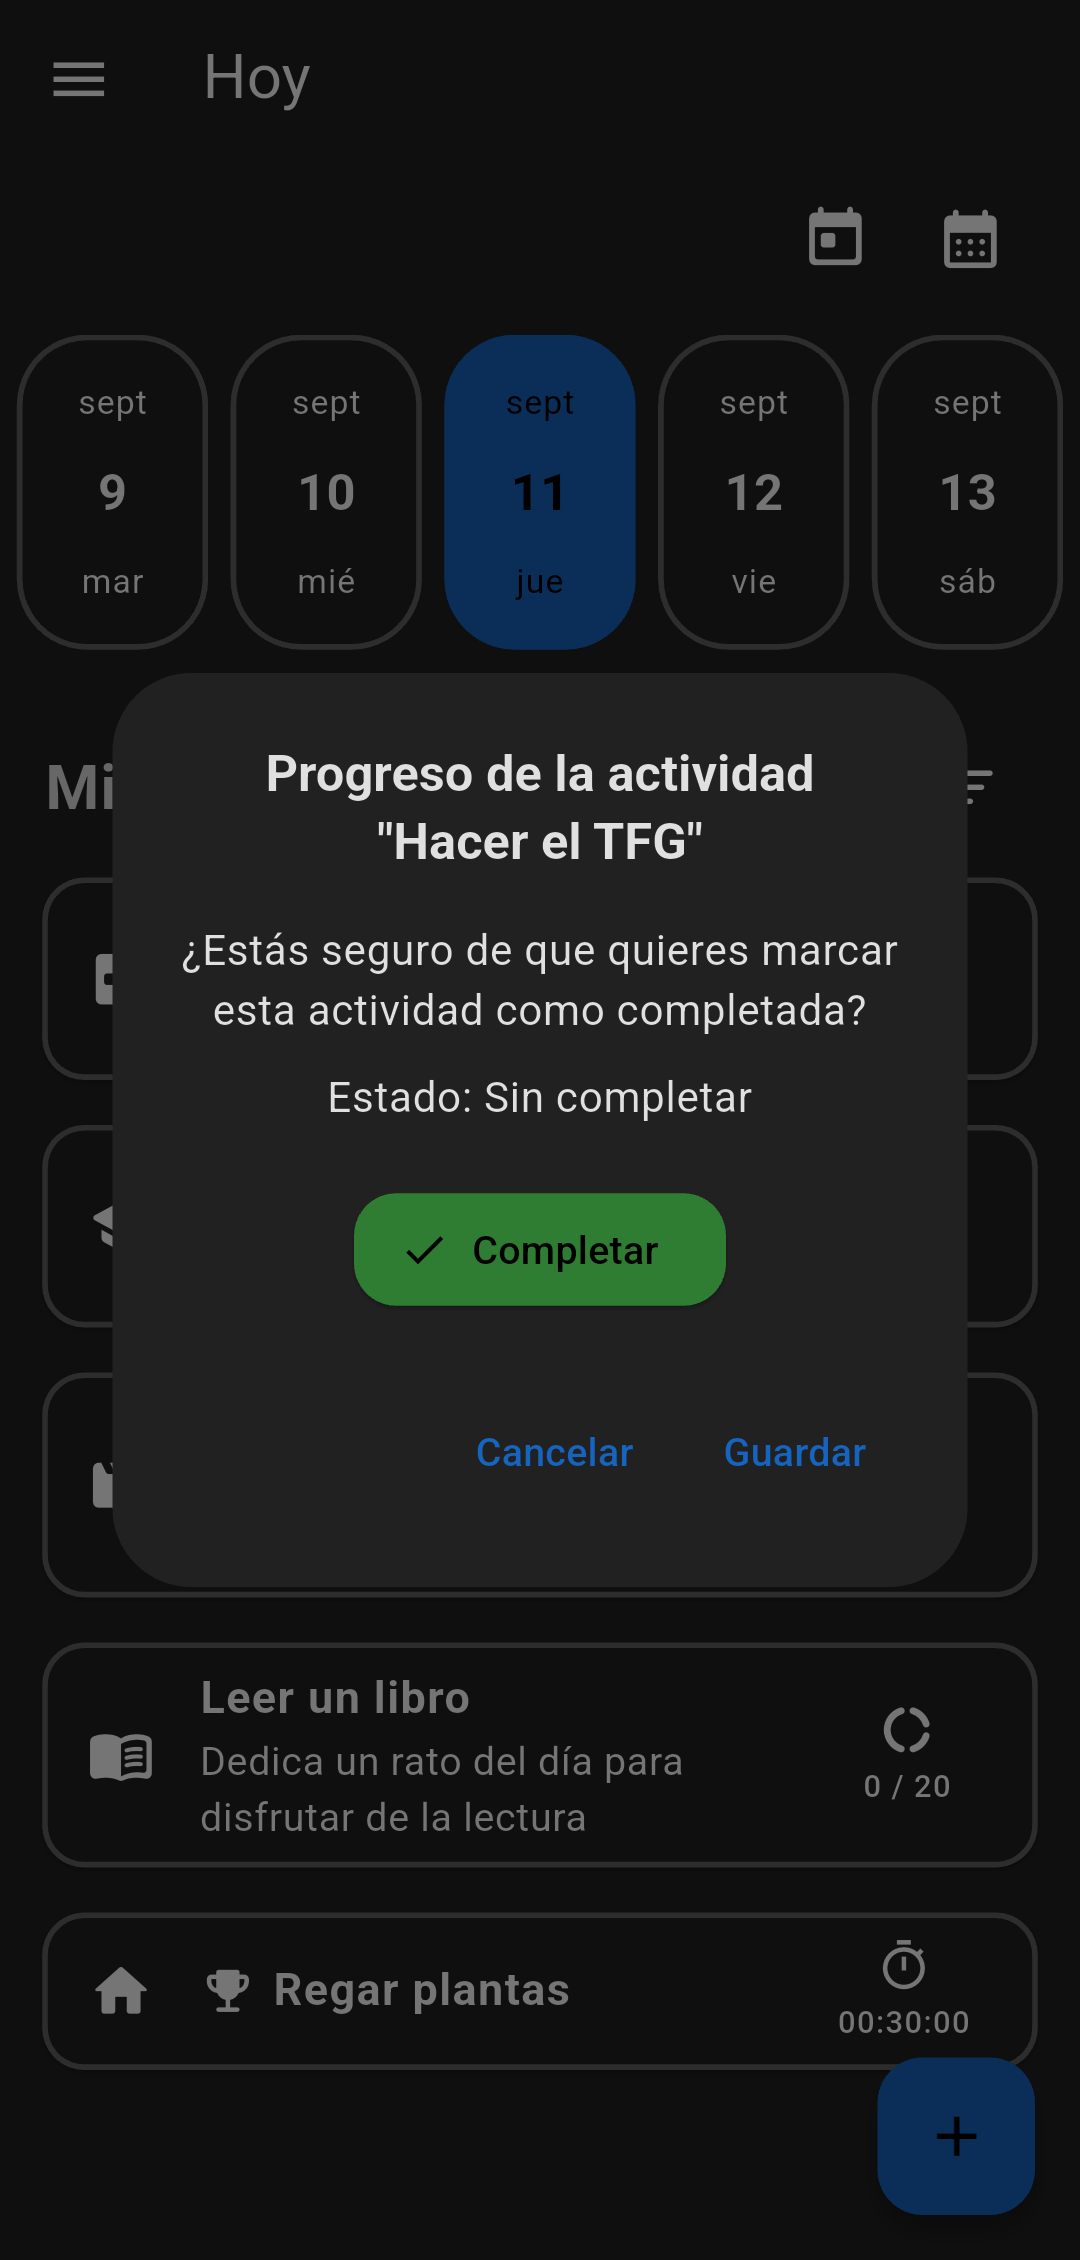 Hoy
sept
9
mar
sept
10
mié
sept
11
jue
sept
12
vie
sept
13
sáb
Progreso de la actividad
"Hacer el TFG"
¿Estás seguro de que quieres marcar
esta actividad como completada?
Estado: Sin completar
Completar
Cancelar
Guardar
Leer un libro
Dedica un rato del día para
disfrutar de la lectura
0 / 20
Regar plantas
00:30:00